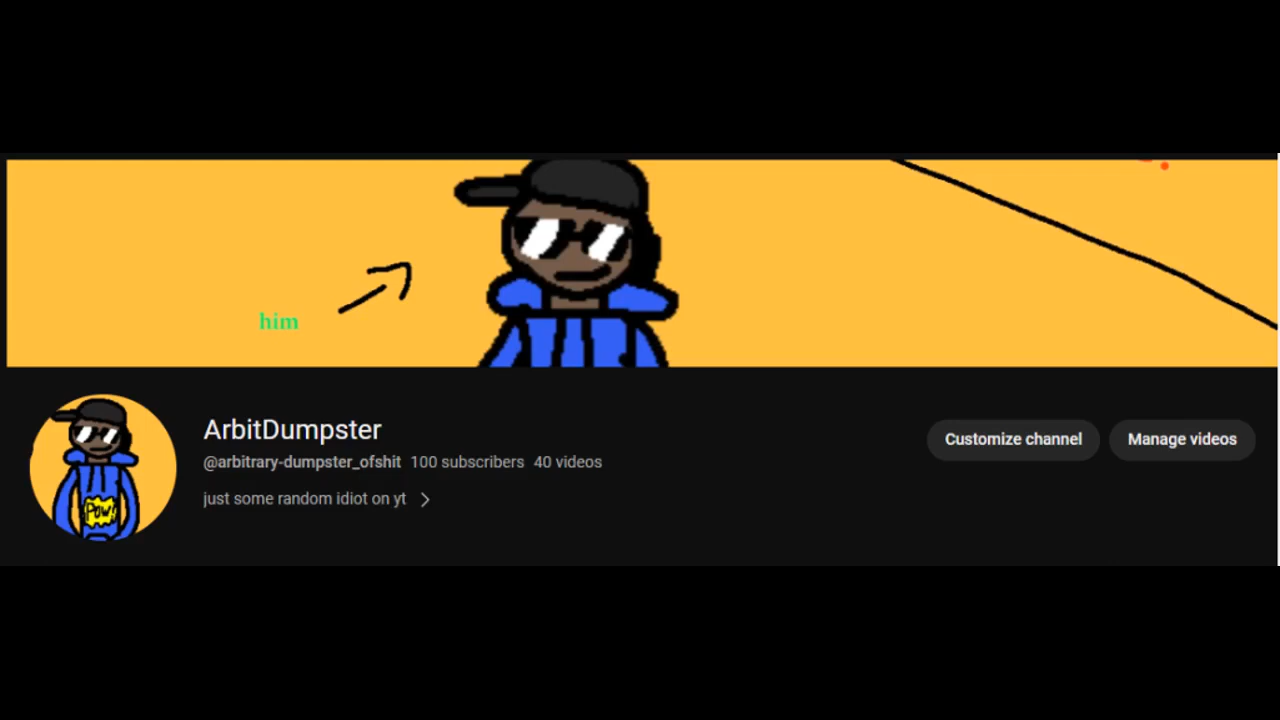 him
ArbitDumpster
@arbitrary-dumpster_ofshit 100 subscribers 40 videos
just some random idiot on yt
Customize channel
Manage videos
POW!